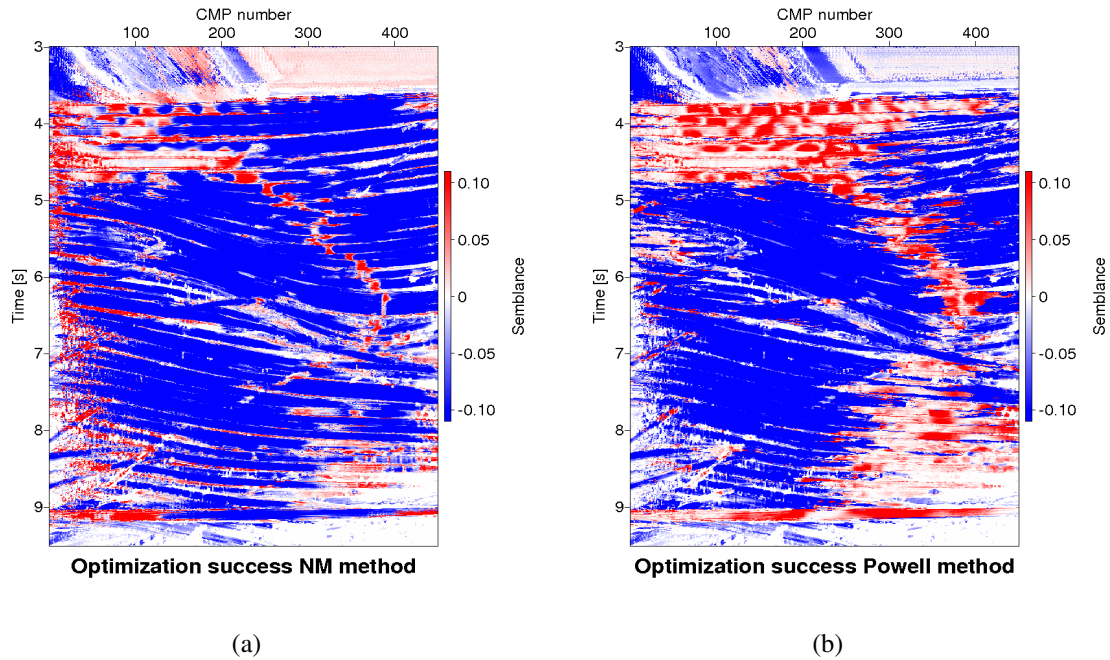 CMP number
100 200 300 400
3
4
5
6
7
8
9
Time [s]
0.10
0.05
0
-0.05
-0.10
Semblance
Optimization success NM method
(a)
CMP number
100 200 300 400
3
4
5
6
7
8
9
Time [s]
0.10
0.05
0
-0.05
-0.10
Semblance
Optimization success Powell method
(b)